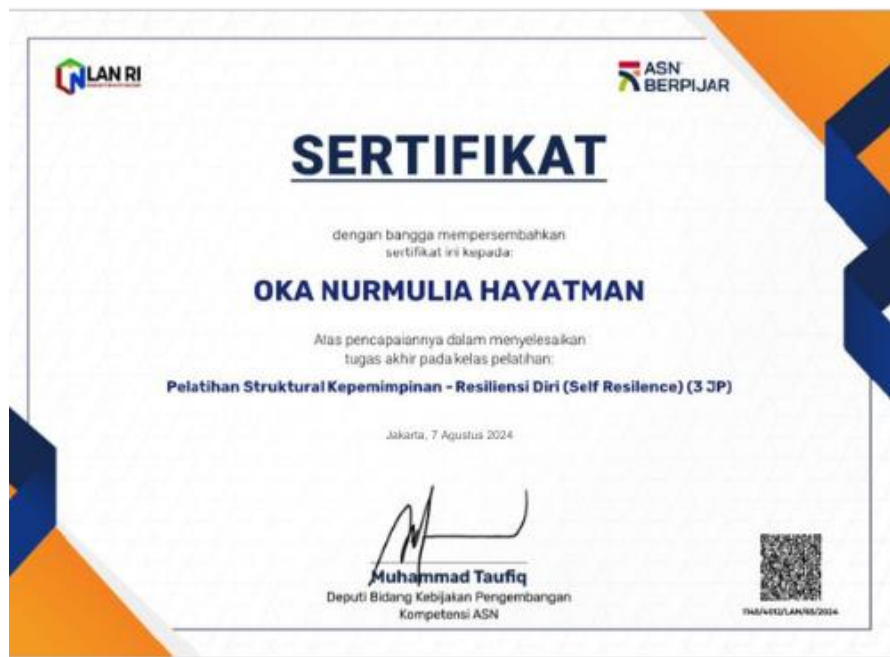 LAN RI
ASN
BERPIJAR
SERTIFIKAT
dengan bangga mempersembahkan
sertifikat ini kepada:
OKA NURMULIA HAYATMAN
Atas pencapaiannya dalam menyelesaikan
tugas akhir pada kelas pelatihan:
Pelatihan Struktural Kepemimpinan - Resiliensi Diri (Self Resilence) (3 JP)
Jakarta, 7 Agustus 2024
Muhammad Taufiq
Deputi Bidang Kebijakan Pengembangan
Kompetensi ASN